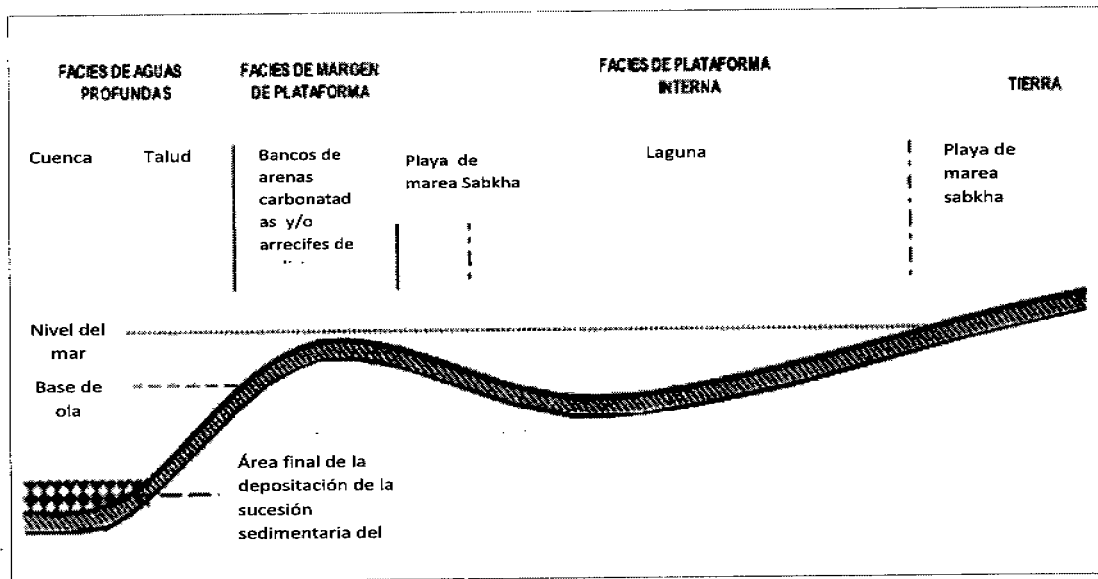 FACIES DE AGUAS
PROFUNDAS
FACIES DE MARGEN
DE PLATAFORMA
FACIES DE PLATAFORMA
INTERNA
TIERRA
Cuenca
Talud
Bancos de
arenas
carbonatad
as y/o
arrecifes de
Playa de
marea Sabkha
Laguna
Playa de
marea
sabkha
Nivel del
mar
Base de
ola
Área final de la
depositación de la
sucesión
sedimentaria del